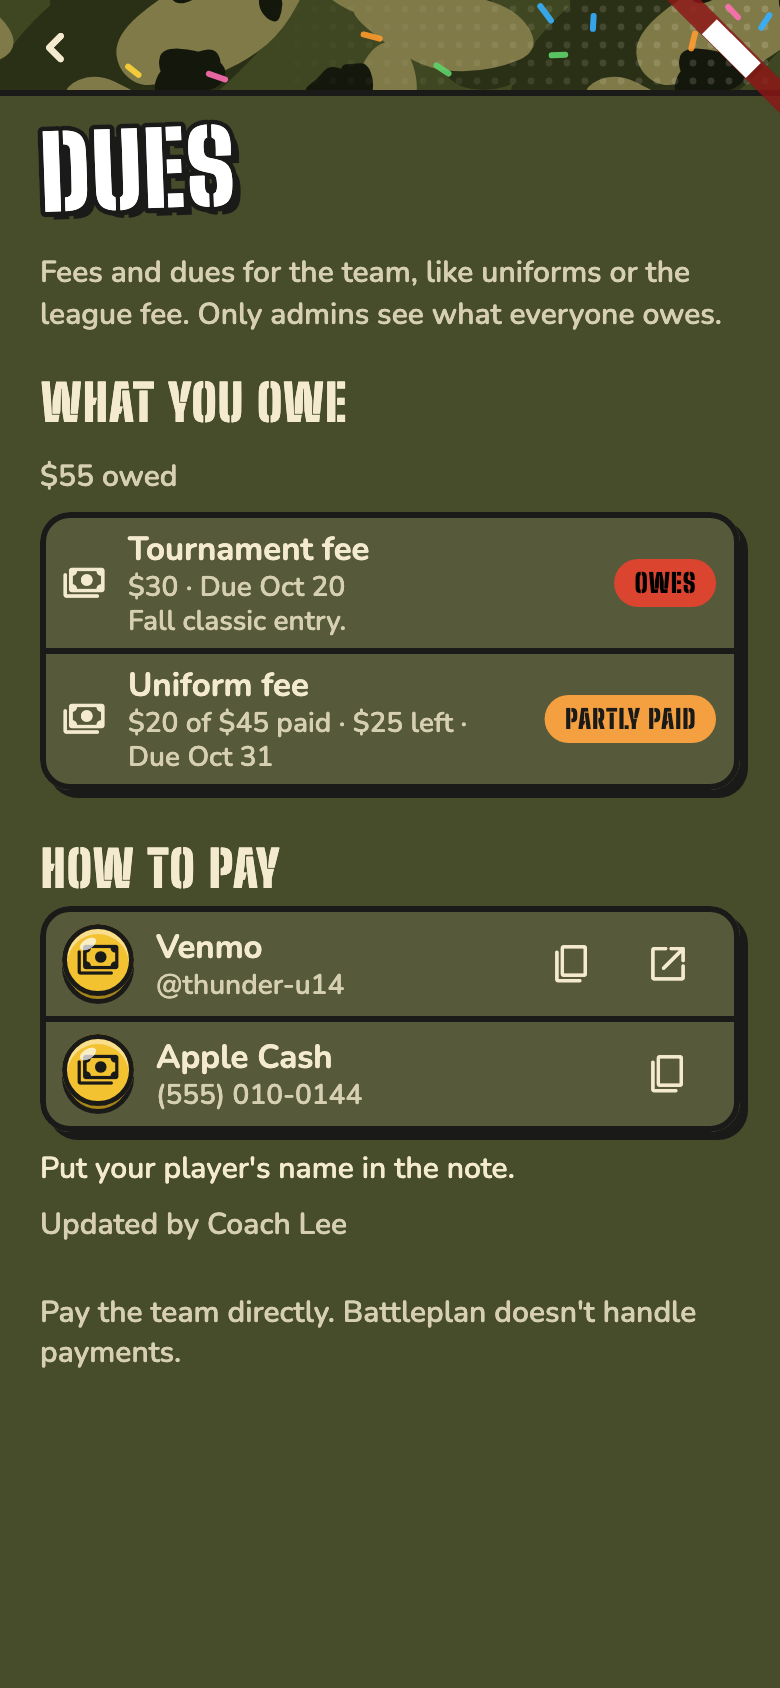 DUES
Fees and dues for the team, like uniforms or the
league fee. Only admins see what everyone owes.
WHAT YOU OWE
$55 owed
Tournament fee
$30 · Due Oct 20
Fall classic entry.
OWES
Uniform fee
$20 of $45 paid · $25 left ·
Due Oct 31
PARTLY PAID
HOW TO PAY
Venmo
@thunder-u14
Apple Cash
(555) 010-0144
Put your player's name in the note.
Updated by Coach Lee
Pay the team directly. Battleplan doesn't handle
payments.